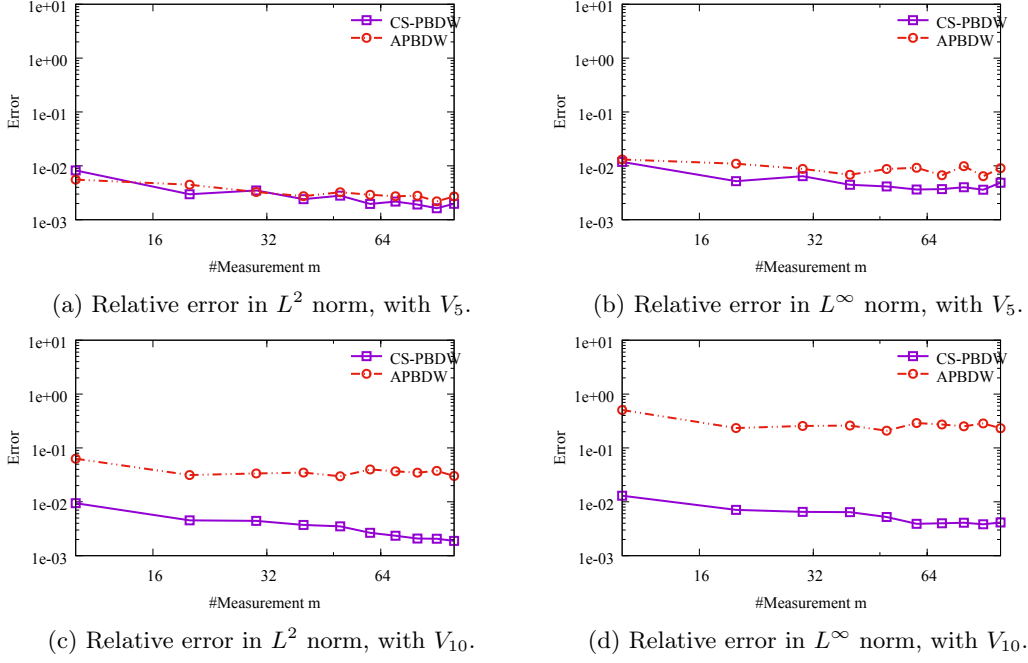 1e+01
1e+00
1e-01
1e-02
1e-03
Error
CS-PBDW
APBDW
16
32
64
#Measurement m
(a) Relative error in L² norm, with V₅.
1e+01
1e+00
1e-01
1e-02
1e-03
Error
CS-PBDW
APBDW
16
32
64
#Measurement m
(b) Relative error in L∞ norm, with V₅.
1e+01
1e+00
1e-01
1e-02
1e-03
Error
CS-PBDW
APBDW
16
32
64
#Measurement m
(c) Relative error in L² norm, with V₁₀.
1e+01
1e+00
1e-01
1e-02
1e-03
Error
CS-PBDW
APBDW
16
32
64
#Measurement m
(d) Relative error in L∞ norm, with V₁₀.